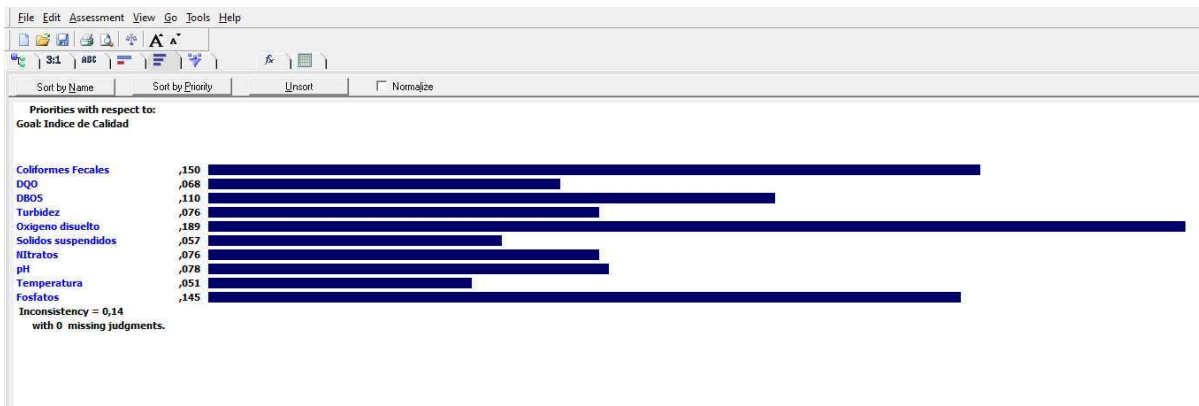 File Edit Assessment View Go Tools Help
A A
3:1 ABC fx
Sort by Name Sort by Priority Unsort Normalize
Priorities with respect to:
Goal: Indice de Calidad
Coliformes Fecales ,150
DQO ,068
DBO5 ,110
Turbidez ,076
Oxigeno disuelto ,189
Solidos suspendidos ,057
NItratos ,076
pH ,078
Temperatura ,051
Fosfatos ,145
Inconsistency = 0,14
with 0 missing judgments.